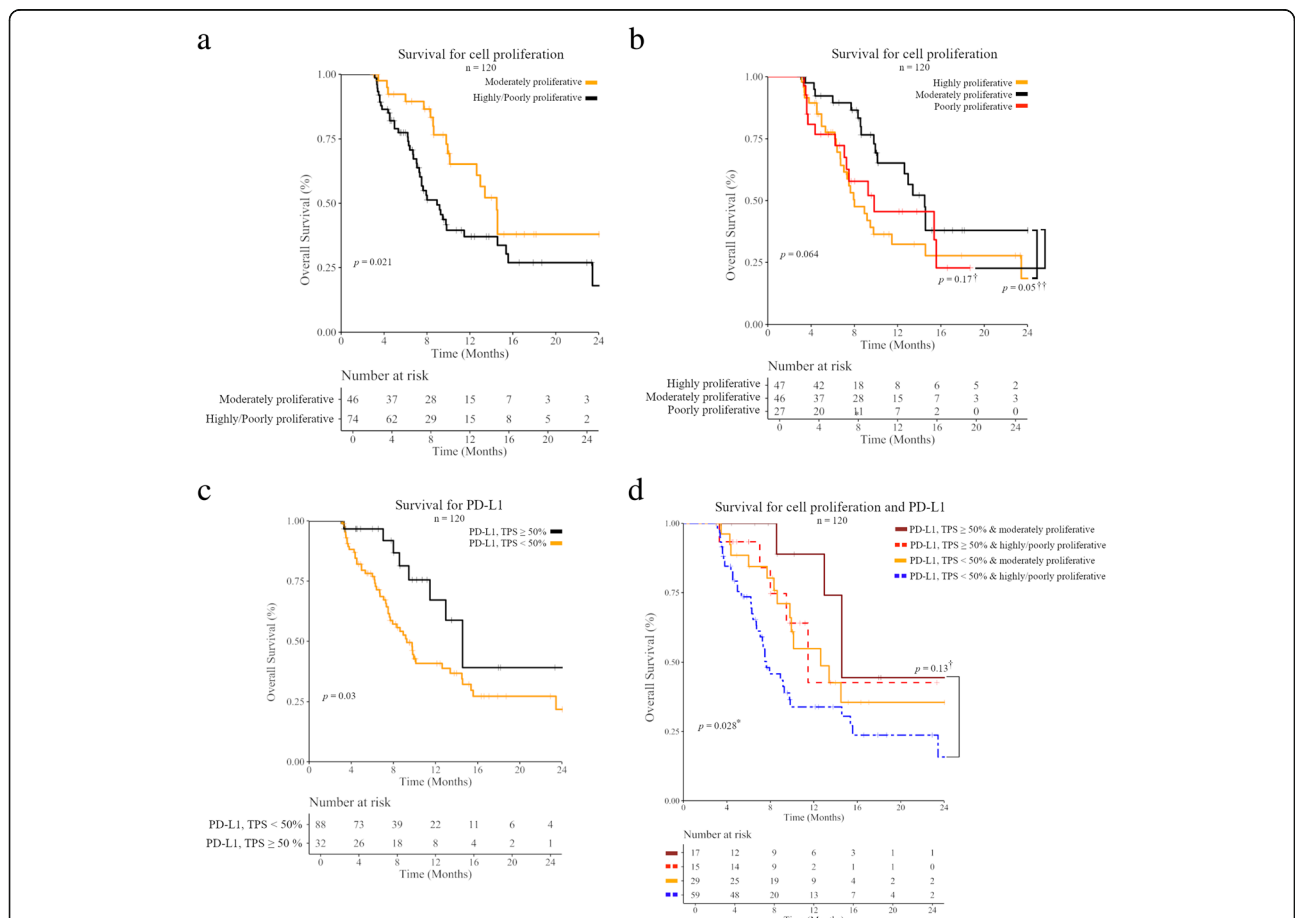 a
Survival for cell proliferation
n = 120
Moderately proliferative
Highly/Poorly proliferative
1.00
0.75
0.50
0.25
0.00
Overall Survival (%)
p = 0.021
0 4 8 12 16 20 24
Time (Months)
Number at risk
Moderately proliferative 46 37 28 15 7 3 3
Highly/Poorly proliferative 74 62 29 15 8 5 2
0 4 8 12 16 20 24
Time (Months)
b
Survival for cell proliferation
n = 120
Highly proliferative
Moderately proliferative
Poorly proliferative
1.00
0.75
0.50
0.25
0.00
Overall Survival (%)
p = 0.064
p = 0.17†
p = 0.05††
0 4 8 12 16 20 24
Time (Months)
Number at risk
Highly proliferative 47 42 18 8 6 5 2
Moderately proliferative 46 37 28 15 7 3 3
Poorly proliferative 27 20 11 7 2 0 0
0 4 8 12 16 20 24
Time (Months)
c
Survival for PD-L1
n = 120
PD-L1, TPS ≥ 50%
PD-L1, TPS < 50%
1.00
0.75
0.50
0.25
0.00
Overall Survival (%)
p = 0.03
0 4 8 12 16 20 24
Time (Months)
Number at risk
PD-L1, TPS < 50% 88 73 39 22 11 6 4
PD-L1, TPS ≥ 50 % 32 26 18 8 4 2 1
0 4 8 12 16 20 24
Time (Months)
d
Survival for cell proliferation and PD-L1
n = 120
PD-L1, TPS ≥ 50% & moderately proliferative
PD-L1, TPS ≥ 50% & highly/poorly proliferative
PD-L1, TPS < 50% & moderately proliferative
PD-L1, TPS < 50% & highly/poorly proliferative
1.00
0.75
0.50
0.25
0.00
Overall Survival (%)
p = 0.13†
p = 0.028*
0 4 8 12 16 20 24
Time (Months)
Number at risk
17 12 9 6 3 1 1
15 14 9 2 1 1 0
29 25 19 9 4 2 2
59 48 20 13 7 4 2
0 4 8 12 16 20 24
Time (Months)